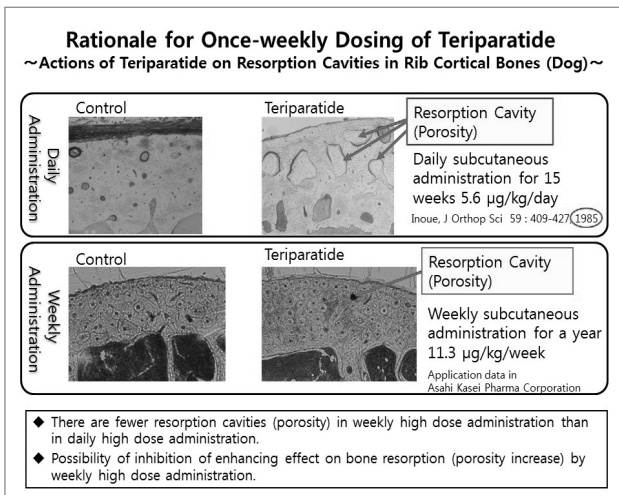 Rationale for Once-weekly Dosing of Teriparatide
~Actions of Teriparatide on Resorption Cavities in Rib Cortical Bones (Dog)~
Daily
Administration
Control
Teriparatide
Resorption Cavity
(Porosity)
Daily subcutaneous
administration for 15
weeks 5.6 μg/kg/day
Inoue, J Orthop Sci 59 : 409-427, 1985
Weekly
Administration
Control
Teriparatide
Resorption Cavity
(Porosity)
Weekly subcutaneous
administration for a year
11.3 μg/kg/week
Application data in
Asahi Kasei Pharma Corporation
◆ There are fewer resorption cavities (porosity) in weekly high dose administration than
in daily high dose administration.
◆ Possibility of inhibition of enhancing effect on bone resorption (porosity increase) by
weekly high dose administration.